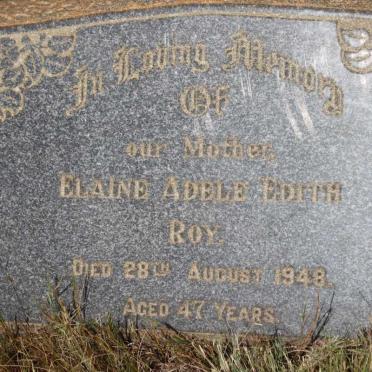 In Loving Memory
Of
our Mother,
ELAINE ADELE EDITH
ROY.
DIED 28TH AUGUST 1948.
AGED 47 YEARS.